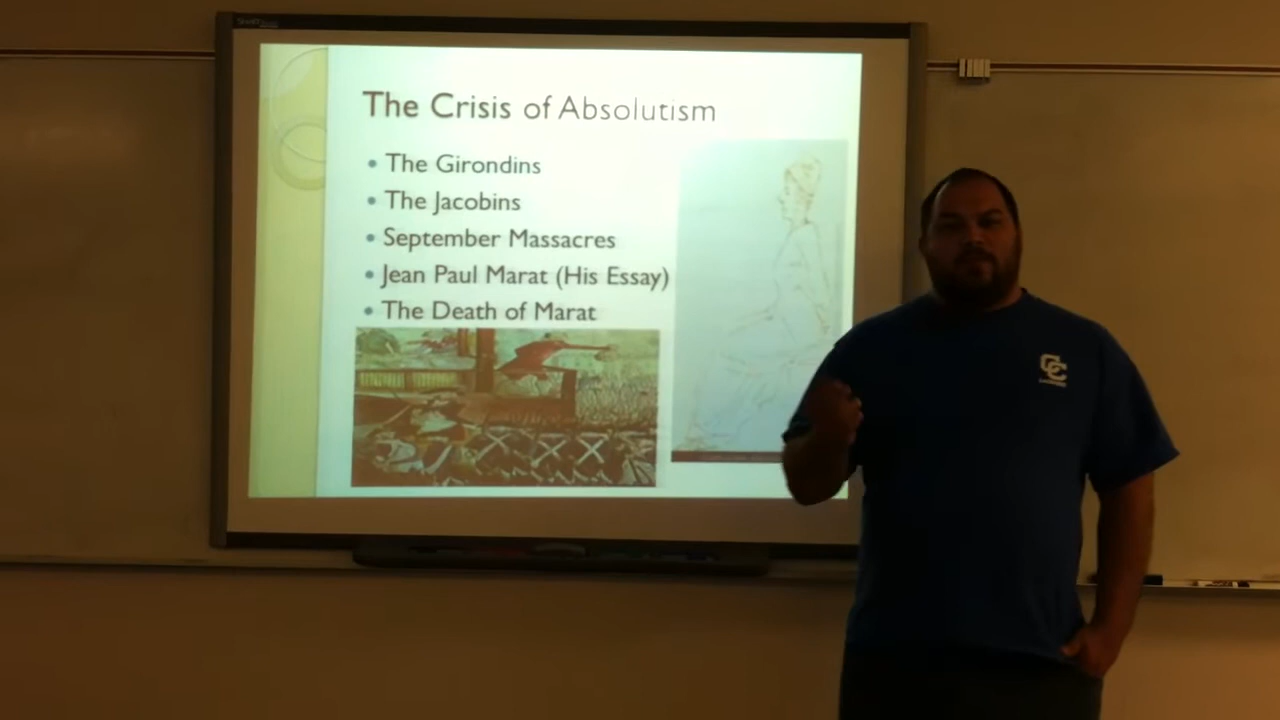 The Crisis of Absolutism
The Girondins
The Jacobins
September Massacres
Jean Paul Marat (His Essay)
The Death of Marat
CC